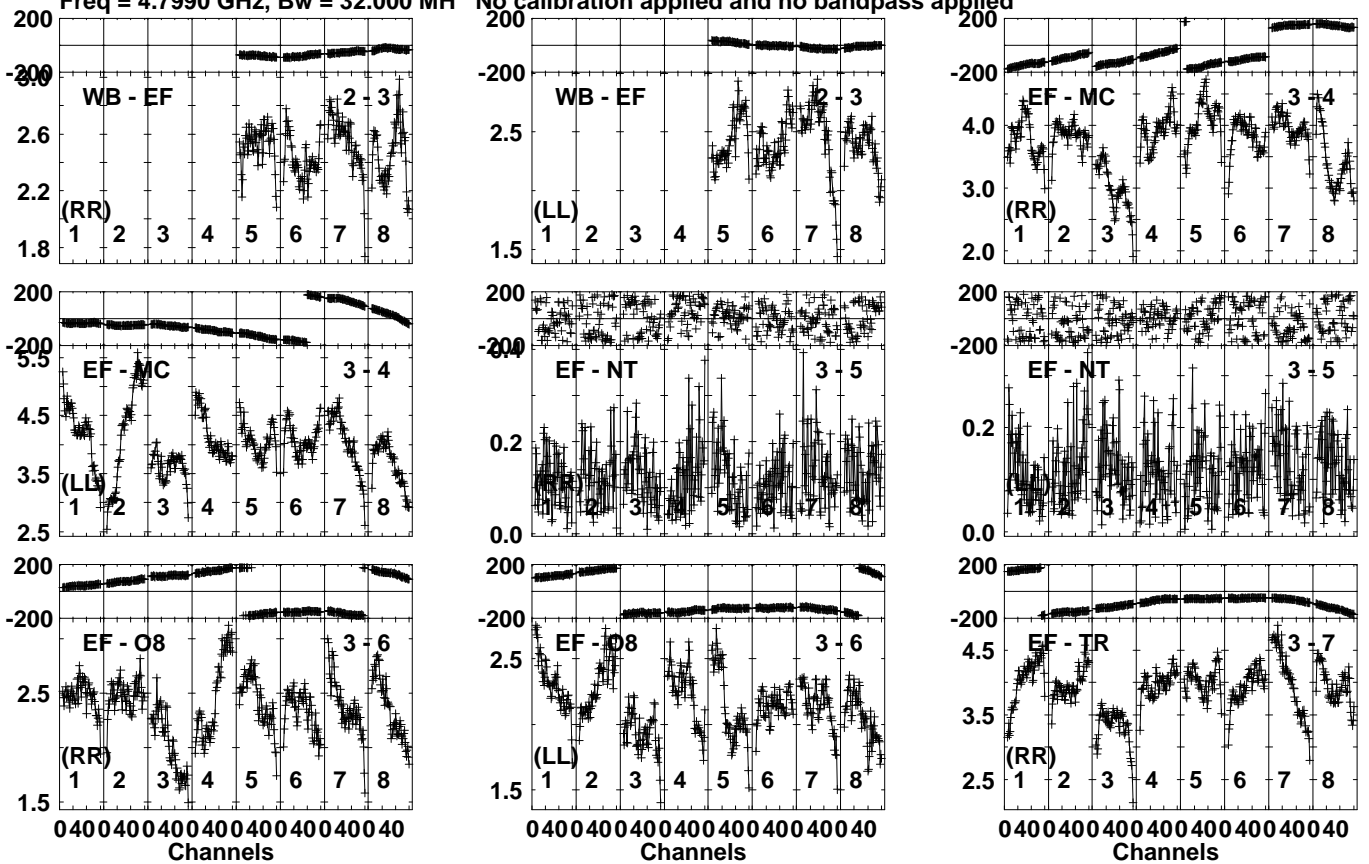 Freq = 4.7990 GHz, Bw = 32.000 MH No calibration applied and no bandpass applied
200
-200
3.0
2.6
2.2
1.8
WB - EF 2 - 3
(RR)
1 2 3 4 5 6 7 8
200
-200
2.5
1.5
WB - EF 2 - 3
(LL)
1 2 3 4 5 6 7 8
200
-200
4.0
3.0
2.0
EF - MC 3 - 4
(RR)
1 2 3 4 5 6 7 8
200
-200
5.5
4.5
3.5
2.5
EF - MC 3 - 4
(LL)
1 2 3 4 5 6 7 8
200
-200
0.4
0.2
0.0
EF - NT 3 - 5
(RR)
1 2 3 4 5 6 7 8
200
-200
0.2
0.0
EF - NT 3 - 5
(LL)
1 2 3 4 5 6 7 8
200
-200
2.5
1.5
EF - O8 3 - 6
(RR)
1 2 3 4 5 6 7 8
0 40 0 40 0 40 0 40 0 40 0 40 0 40 0 40
Channels
200
-200
2.5
1.5
EF - O8 3 - 6
(LL)
1 2 3 4 5 6 7 8
0 40 0 40 0 40 0 40 0 40 0 40 0 40 0 40
Channels
200
-200
4.5
3.5
2.5
EF - TR 3 - 7
(RR)
1 2 3 4 5 6 7 8
0 40 0 40 0 40 0 40 0 40 0 40 0 40 0 40
Channels